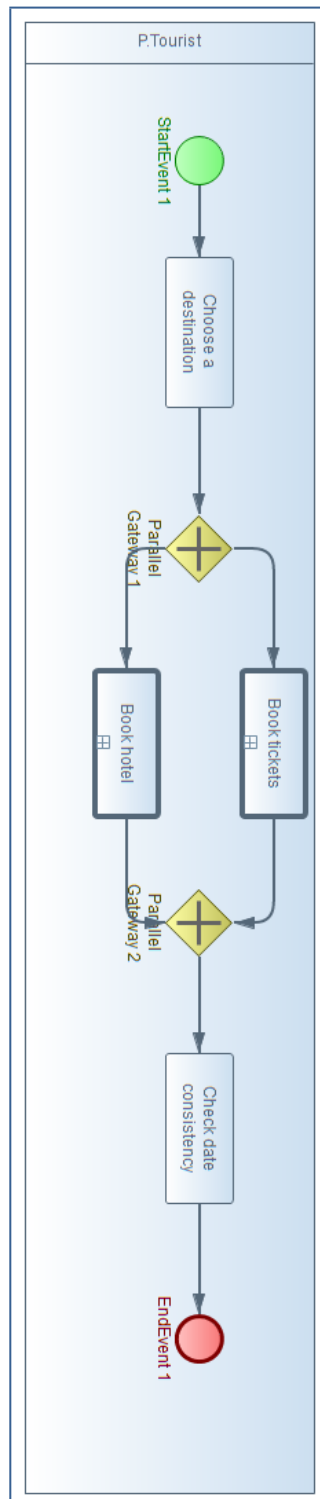 P.Tourist
StartEvent 1
Choose a
destination
Parallel
Gateway 1
Book tickets
Book hotel
Parallel
Gateway 2
Check date
consistency
EndEvent 1